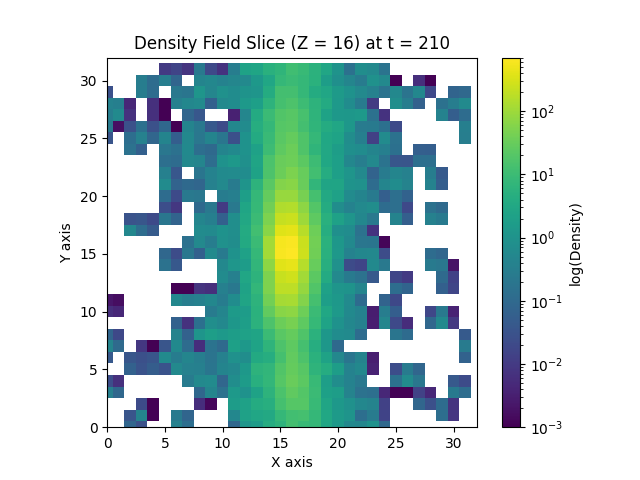 Density Field Slice (Z = 16) at t = 210
30
25
20
15
10
5
0
Y axis
0 5 10 15 20 25 30
X axis
10²
10¹
10⁰
10⁻¹
10⁻²
10⁻³
log(Density)